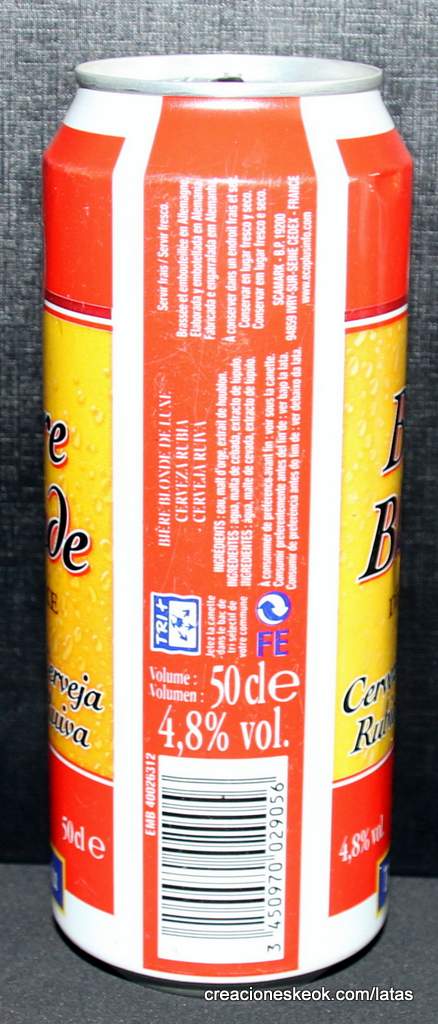 Servir frais / Servir fresco.
Brassée et embouteillée en Allemagne
Elaborada y embotellada en Alemania
Fabricada e engarrafada em Alemanha
A conserver dans un endroit frais et sec.
Conservar en lugar fresco y seco.
Conservar em lugar fresco e seco.
SCAMARK - B.P. 19200
94859 IVRY-SUR-SEINE CEDEX - FRANCE
www.ecoplusinfo.com
BIÈRE BLONDE DE LUXE
CERVEZA RUBIA
CERVEJA RUIVA
INGRÉDIENTS : eau, malt d'orge, extrait de houblon.
INGREDIENTES : agua, malta de cebada, extracto de lúpulo.
INGREDIENTES : água, malte de cevada, extracto de lúpulo.
A consommer de préférence avant fin : voir sous la canette.
Consumir preferentemente antes del fin de : ver bajo la lata.
Consumir de preferência antes do fim de : ver debaixo da lata.
TRI+
Jetez la canette
dans le bac de
tri sélectif de
votre commune
FE
Volume :
Volumen :
50 cl e
4,8% vol.
EMB 40026312
3 450970 029056
re
de
erveja
uiva
50cl e
B
B
Cerve
Rub
4,8% vol.
creacioneskeok.com/latas